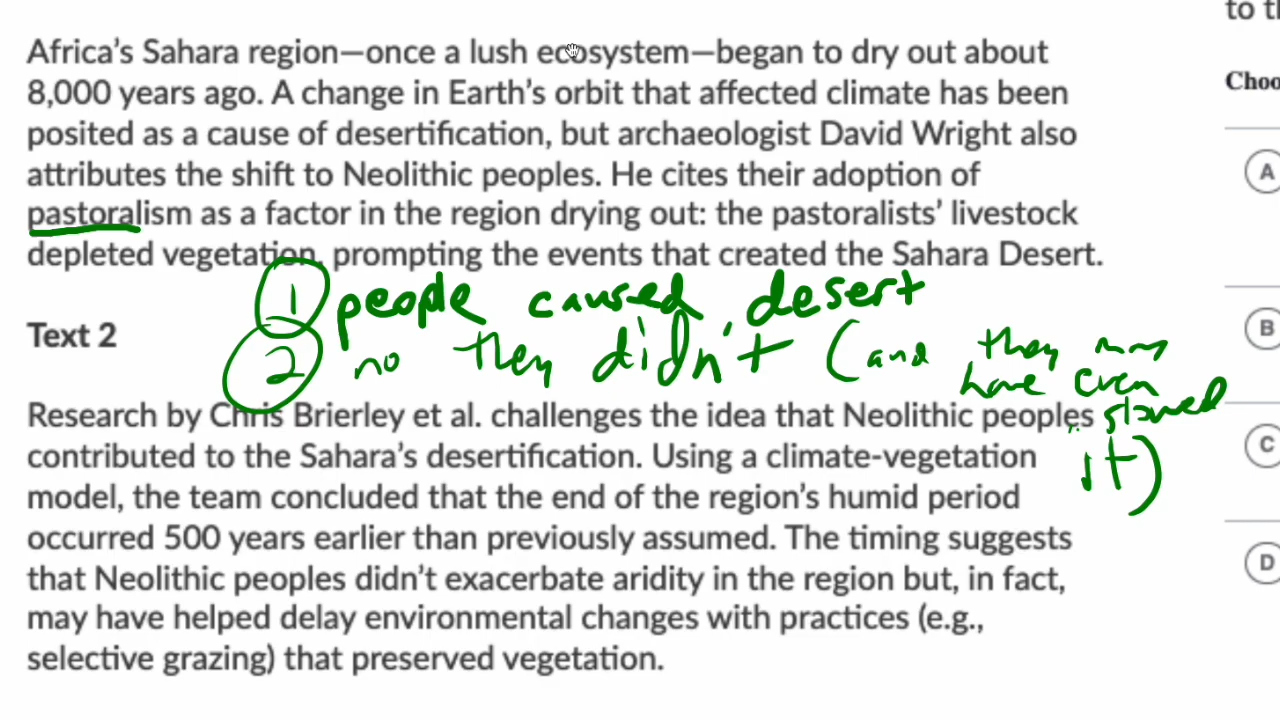 to t
Africa's Sahara region—once a lush ecosystem—began to dry out about
8,000 years ago. A change in Earth's orbit that affected climate has been
posited as a cause of desertification, but archaeologist David Wright also
attributes the shift to Neolithic peoples. He cites their adoption of
pastoralism as a factor in the region drying out: the pastoralists' livestock
depleted vegetation, prompting the events that created the Sahara Desert.
1 people caused desert
Text 2
2 no they didn't (and they may
have even
slowed
it)
Research by Chris Brierley et al. challenges the idea that Neolithic peoples
contributed to the Sahara's desertification. Using a climate-vegetation
model, the team concluded that the end of the region's humid period
occurred 500 years earlier than previously assumed. The timing suggests
that Neolithic peoples didn't exacerbate aridity in the region but, in fact,
may have helped delay environmental changes with practices (e.g.,
selective grazing) that preserved vegetation.
Choo
A
B
C
D